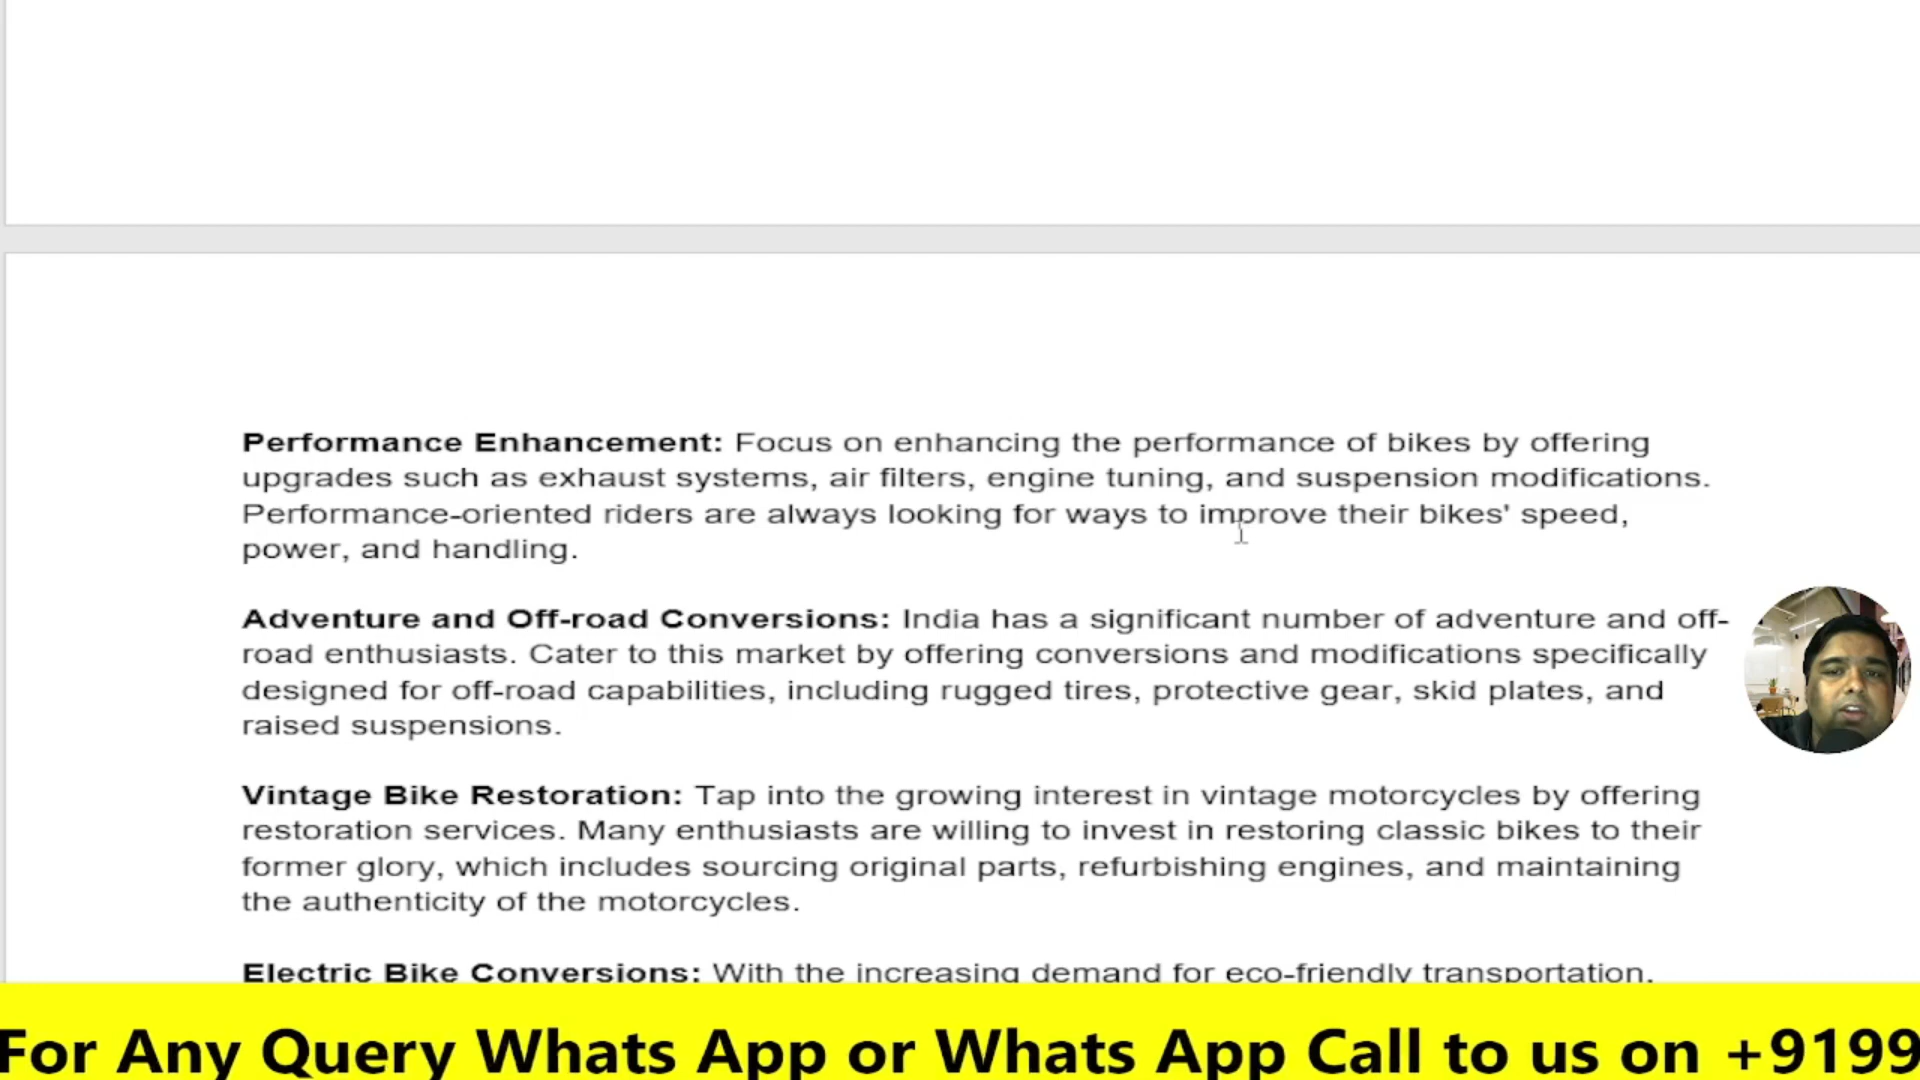 Performance Enhancement: Focus on enhancing the performance of bikes by offering
upgrades such as exhaust systems, air filters, engine tuning, and suspension modifications.
Performance-oriented riders are always looking for ways to improve their bikes' speed,
power, and handling.
Adventure and Off-road Conversions: India has a significant number of adventure and off-
road enthusiasts. Cater to this market by offering conversions and modifications specifically
designed for off-road capabilities, including rugged tires, protective gear, skid plates, and
raised suspensions.
Vintage Bike Restoration: Tap into the growing interest in vintage motorcycles by offering
restoration services. Many enthusiasts are willing to invest in restoring classic bikes to their
former glory, which includes sourcing original parts, refurbishing engines, and maintaining
the authenticity of the motorcycles.
Electric Bike Conversions: With the increasing demand for eco-friendly transportation,
For Any Query Whats App or Whats App Call to us on +9199